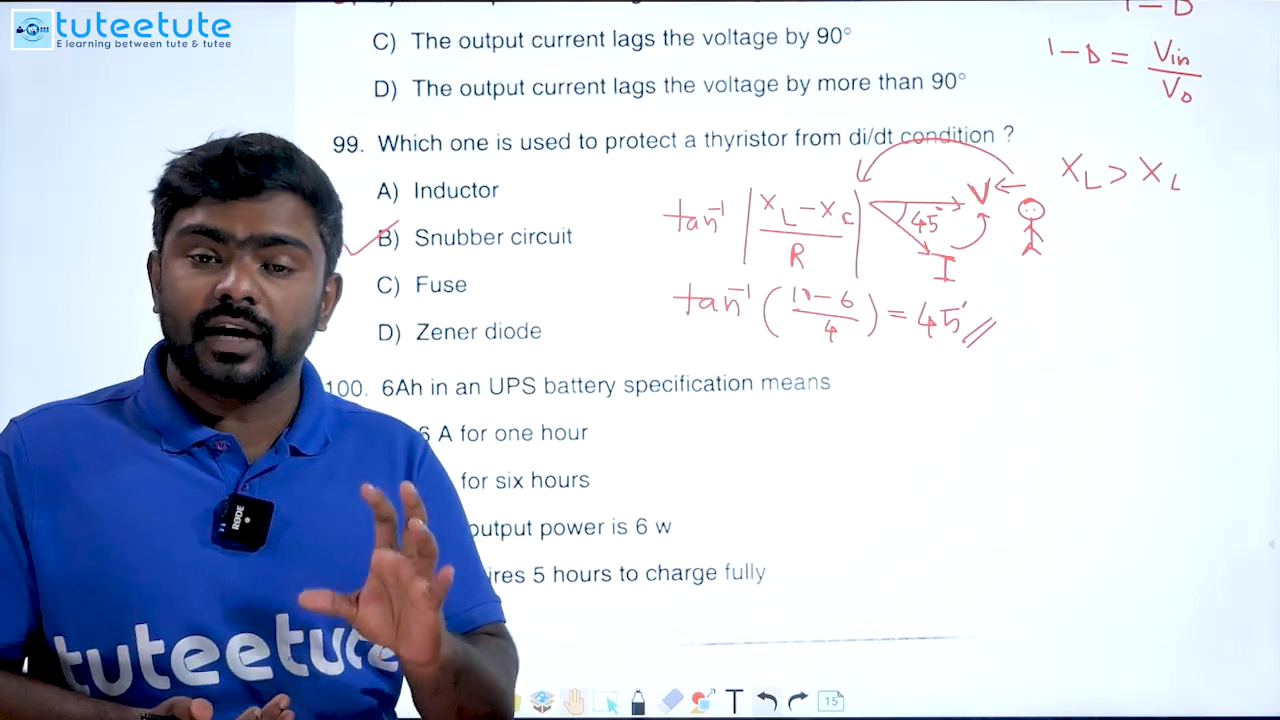 tuteetute
E learning between tute & tutee
1-D
C) The output current lags the voltage by 90°
1-D = Vin/Vo
D) The output current lags the voltage by more than 90°
99. Which one is used to protect a thyristor from di/dt condition ?
A) Inductor
B) Snubber circuit
C) Fuse
D) Zener diode
tan⁻¹ |XL-Xc/R|
V
45°
I
XL > XL
tan⁻¹ (10-6/4) = 45°
100. 6Ah in an UPS battery specification means
6 A for one hour
for six hours
output power is 6 w
ires 5 hours to charge fully
RODE
tuteetute
T
15